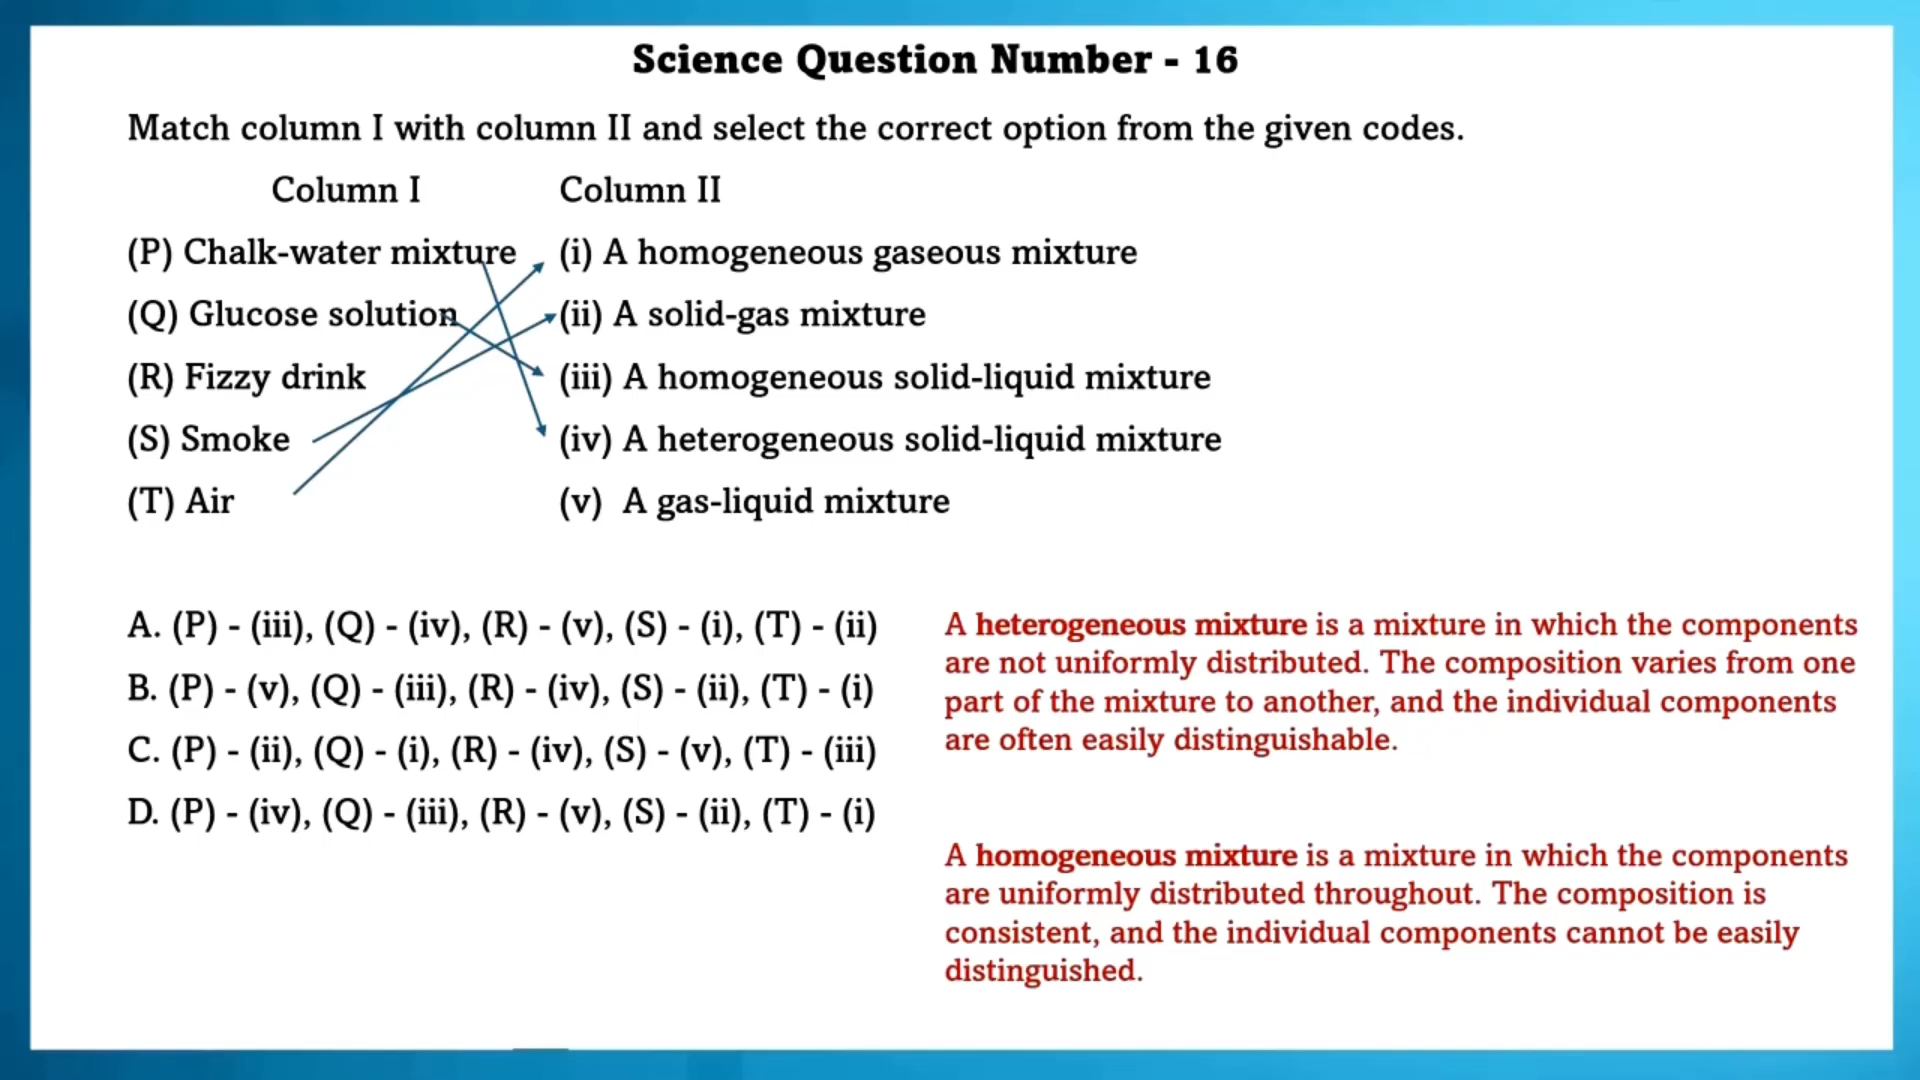 Science Question Number - 16
Match column I with column II and select the correct option from the given codes.
Column I Column II
(P) Chalk-water mixture (i) A homogeneous gaseous mixture
(Q) Glucose solution (ii) A solid-gas mixture
(R) Fizzy drink (iii) A homogeneous solid-liquid mixture
(S) Smoke (iv) A heterogeneous solid-liquid mixture
(T) Air (v) A gas-liquid mixture
A. (P) - (iii), (Q) - (iv), (R) - (v), (S) - (i), (T) - (ii)
B. (P) - (v), (Q) - (iii), (R) - (iv), (S) - (ii), (T) - (i)
C. (P) - (ii), (Q) - (i), (R) - (iv), (S) - (v), (T) - (iii)
D. (P) - (iv), (Q) - (iii), (R) - (v), (S) - (ii), (T) - (i)
A heterogeneous mixture is a mixture in which the components
are not uniformly distributed. The composition varies from one
part of the mixture to another, and the individual components
are often easily distinguishable.
A homogeneous mixture is a mixture in which the components
are uniformly distributed throughout. The composition is
consistent, and the individual components cannot be easily
distinguished.